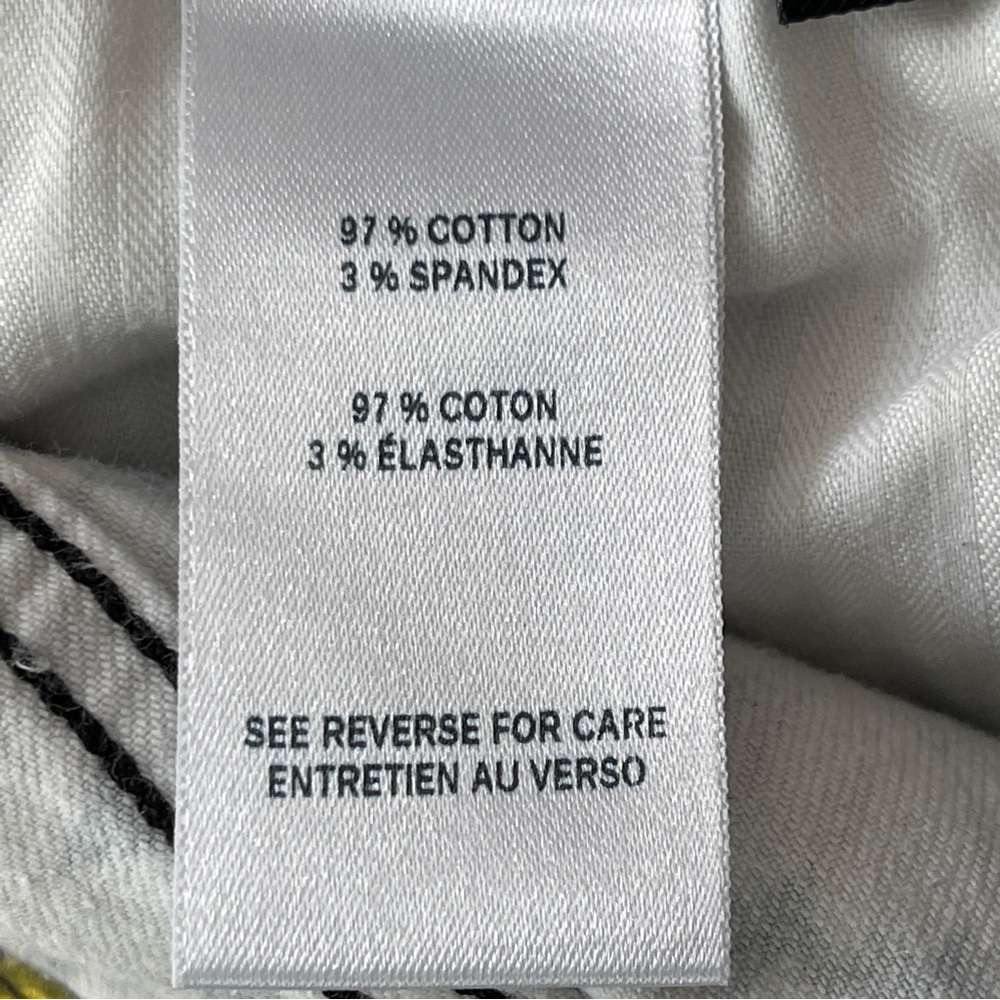 97 % COTTON
3 % SPANDEX
97 % COTON
3 % ÉLASTHANNE
SEE REVERSE FOR CARE
ENTRETIEN AU VERSO